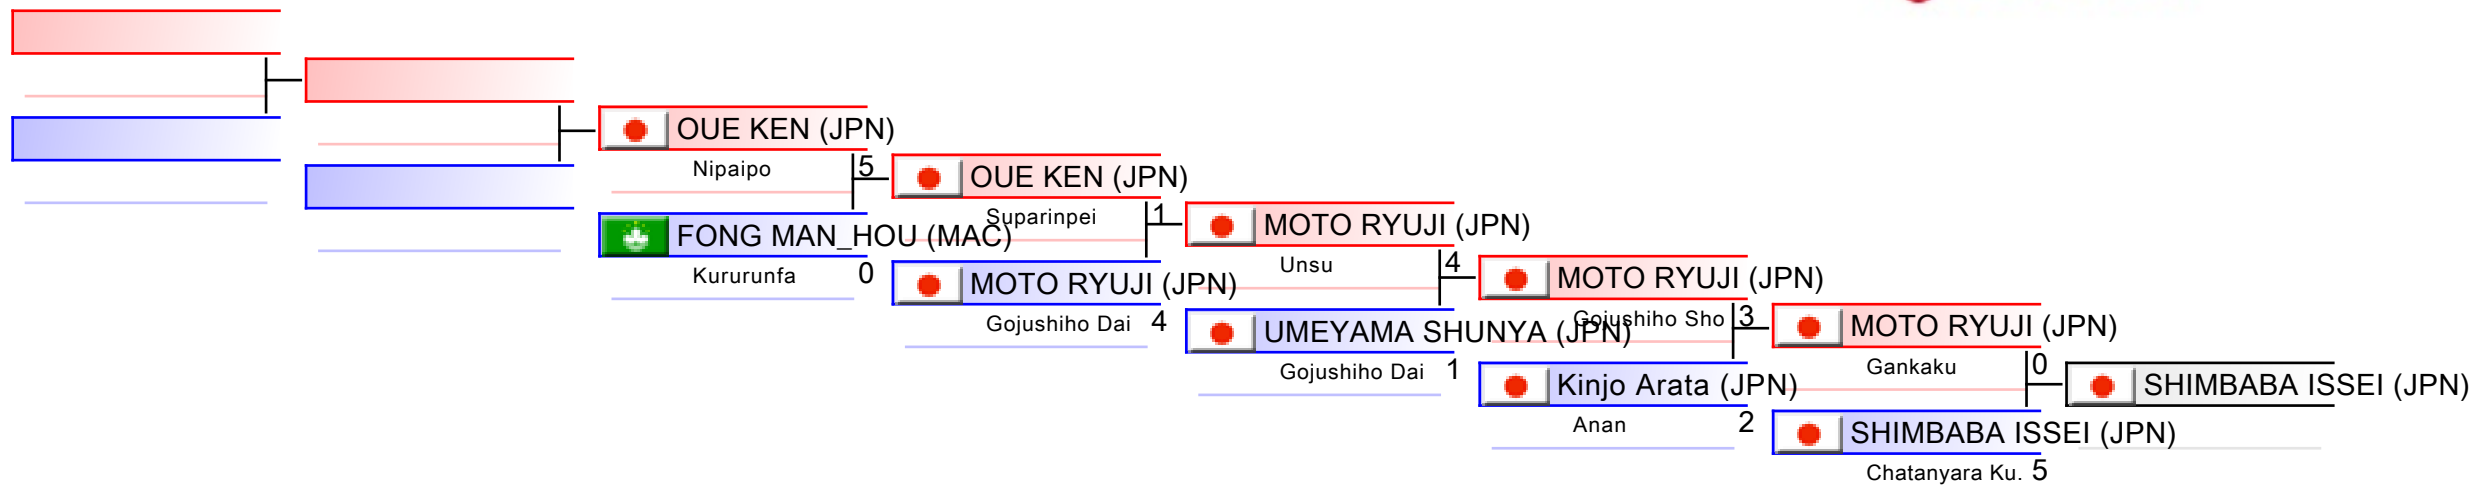 OUE KEN (JPN)
Nipaipo
5
OUE KEN (JPN)
Suparinpei
1
FONG MAN_HOU (MAC)
Kururunfa
0
MOTO RYUJI (JPN)
Unsu
4
MOTO RYUJI (JPN)
Gojushiho Dai
4
MOTO RYUJI (JPN)
Gojushiho Sho
3
UMEYAMA SHUNYA (JPN)
Gojushiho Dai
1
MOTO RYUJI (JPN)
Gankaku
0
Kinjo Arata (JPN)
Anan
2
SHIMBABA ISSEI (JPN)
SHIMBABA ISSEI (JPN)
Chatanyara Ku.
5